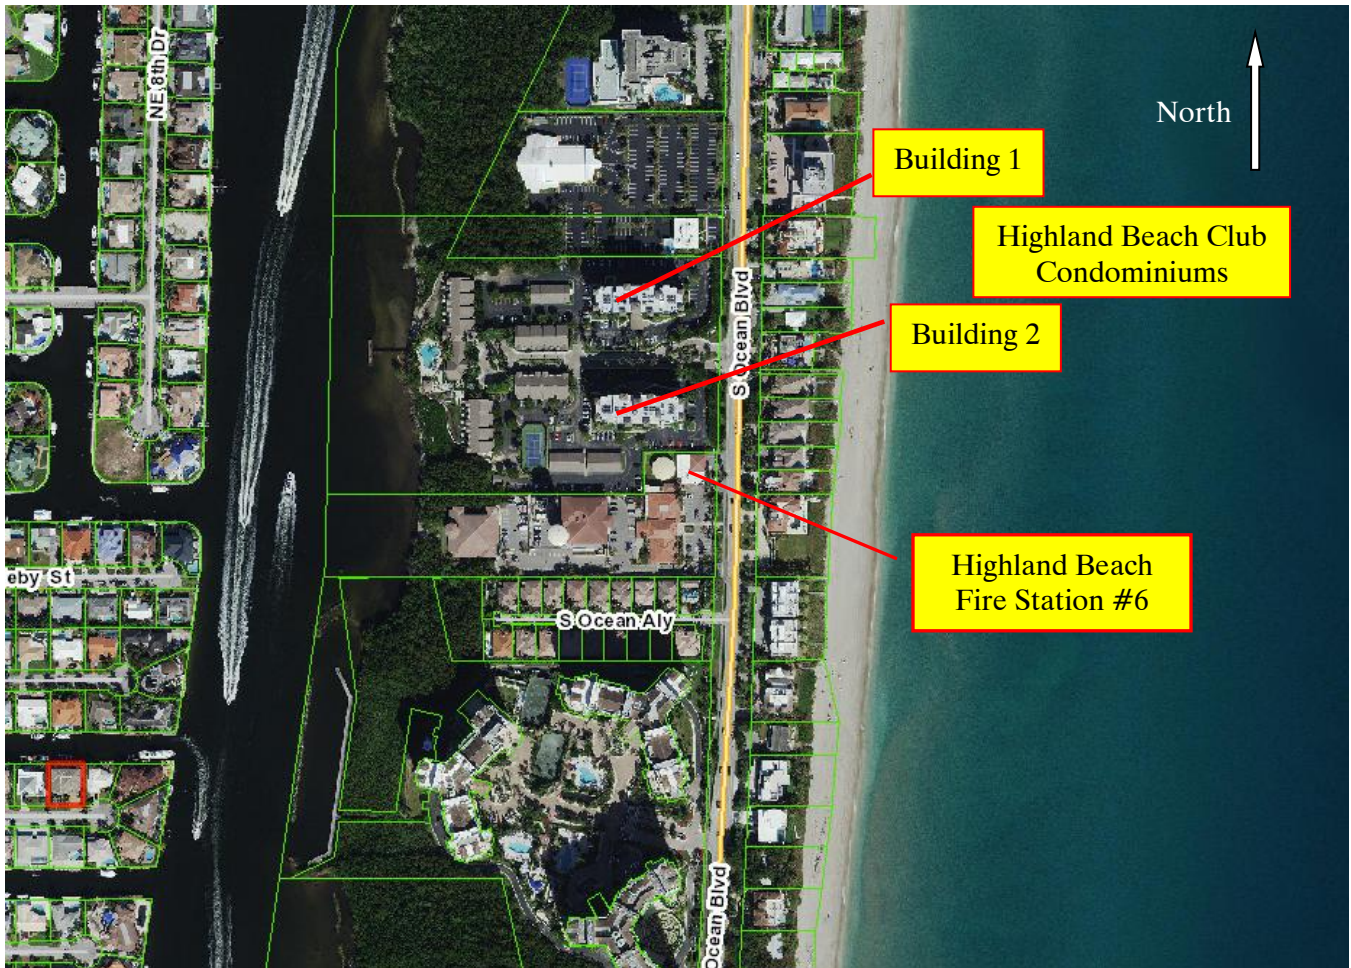 NE 8th Dr
North
Building 1
Highland Beach Club
Condominiums
S Ocean Blvd
Building 2
Highland Beach
Fire Station #6
eby St
S Ocean Aly
Ocean Blvd